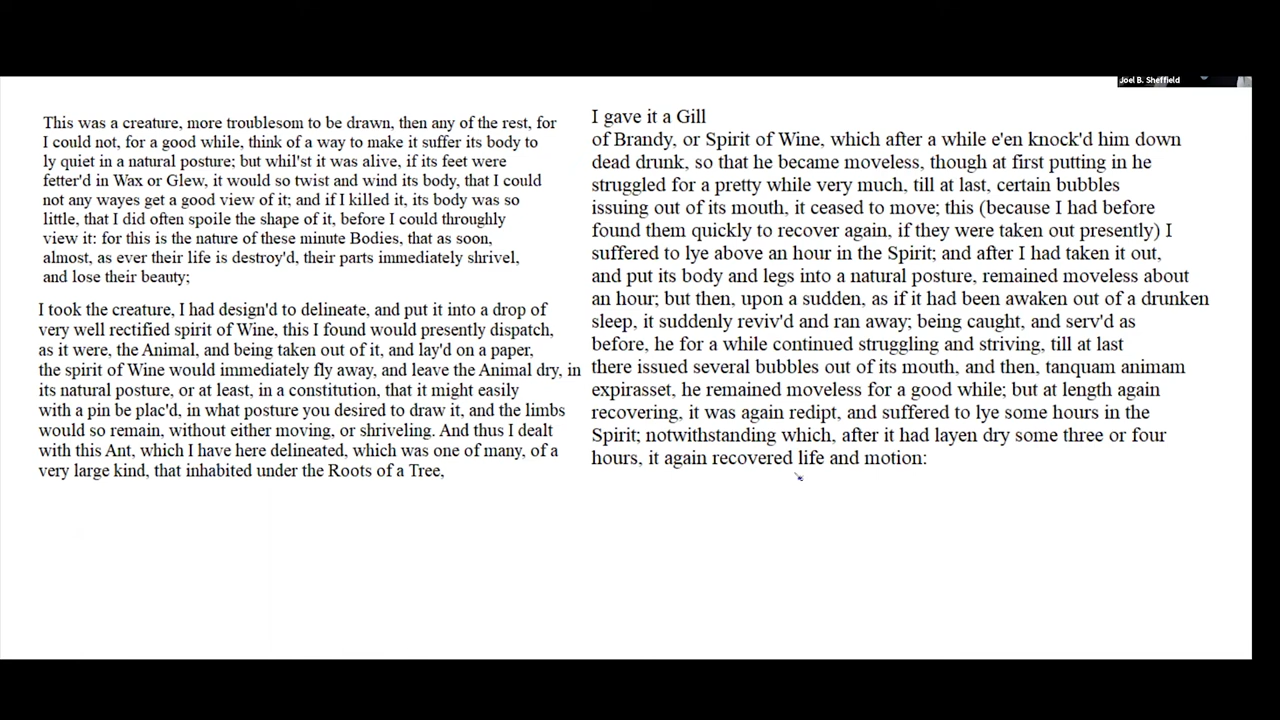 Joel B. Sheffield
This was a creature, more troublesom to be drawn, then any of the rest, for
I could not, for a good while, think of a way to make it suffer its body to
ly quiet in a natural posture; but whil'st it was alive, if its feet were
fetter'd in Wax or Glew, it would so twist and wind its body, that I could
not any wayes get a good view of it; and if I killed it, its body was so
little, that I did often spoile the shape of it, before I could throughly
view it: for this is the nature of these minute Bodies, that as soon,
almost, as ever their life is destroy'd, their parts immediately shrivel,
and lose their beauty;
I took the creature, I had design'd to delineate, and put it into a drop of
very well rectified spirit of Wine, this I found would presently dispatch,
as it were, the Animal, and being taken out of it, and lay'd on a paper,
the spirit of Wine would immediately fly away, and leave the Animal dry, in
its natural posture, or at least, in a constitution, that it might easily
with a pin be plac'd, in what posture you desired to draw it, and the limbs
would so remain, without either moving, or shriveling. And thus I dealt
with this Ant, which I have here delineated, which was one of many, of a
very large kind, that inhabited under the Roots of a Tree,
I gave it a Gill
of Brandy, or Spirit of Wine, which after a while e'en knock'd him down
dead drunk, so that he became moveless, though at first putting in he
struggled for a pretty while very much, till at last, certain bubbles
issuing out of its mouth, it ceased to move; this (because I had before
found them quickly to recover again, if they were taken out presently) I
suffered to lye above an hour in the Spirit; and after I had taken it out,
and put its body and legs into a natural posture, remained moveless about
an hour; but then, upon a sudden, as if it had been awaken out of a drunken
sleep, it suddenly reviv'd and ran away; being caught, and serv'd as
before, he for a while continued struggling and striving, till at last
there issued several bubbles out of its mouth, and then, tanquam animam
expirasset, he remained moveless for a good while; but at length again
recovering, it was again redipt, and suffered to lye some hours in the
Spirit; notwithstanding which, after it had layen dry some three or four
hours, it again recovered life and motion: